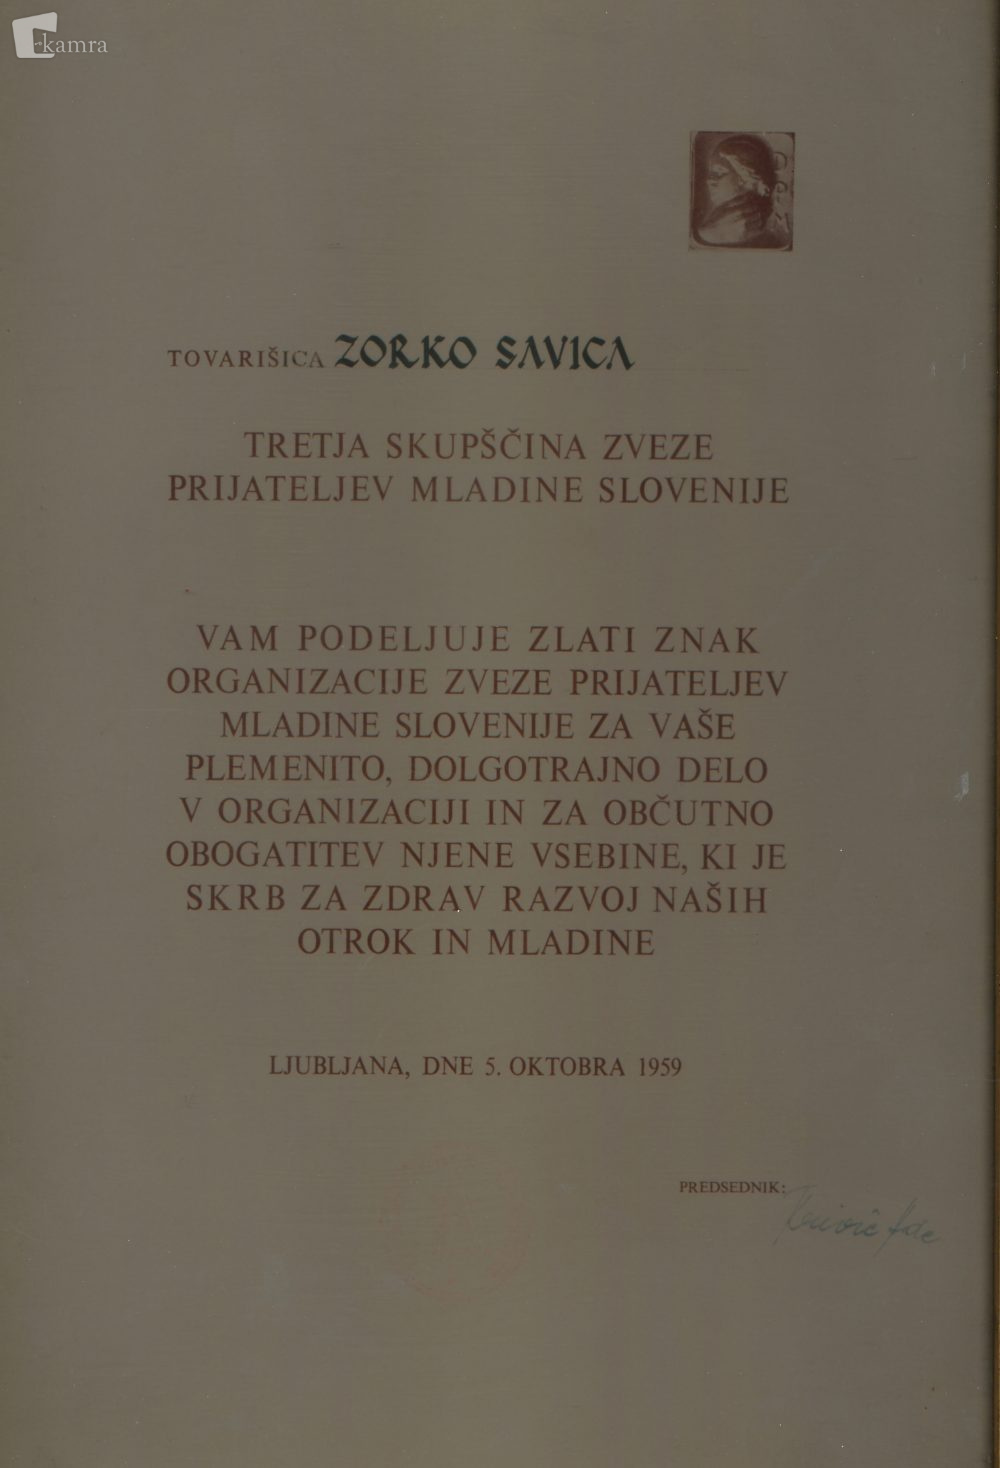 kamra
TOVARIŠICA ZORKO SAVICA
TRETJA SKUPŠČINA ZVEZE
PRIJATELJEV MLADINE SLOVENIJE
VAM PODELJUJE ZLATI ZNAK
ORGANIZACIJE ZVEZE PRIJATELJEV
MLADINE SLOVENIJE ZA VAŠE
PLEMENITO, DOLGOTRAJNO DELO
V ORGANIZACIJI IN ZA OBČUTNO
OBOGATITEV NJENE VSEBINE, KI JE
SKRB ZA ZDRAV RAZVOJ NAŠIH
OTROK IN MLADINE
LJUBLJANA, DNE 5. OKTOBRA 1959
PREDSEDNIK: